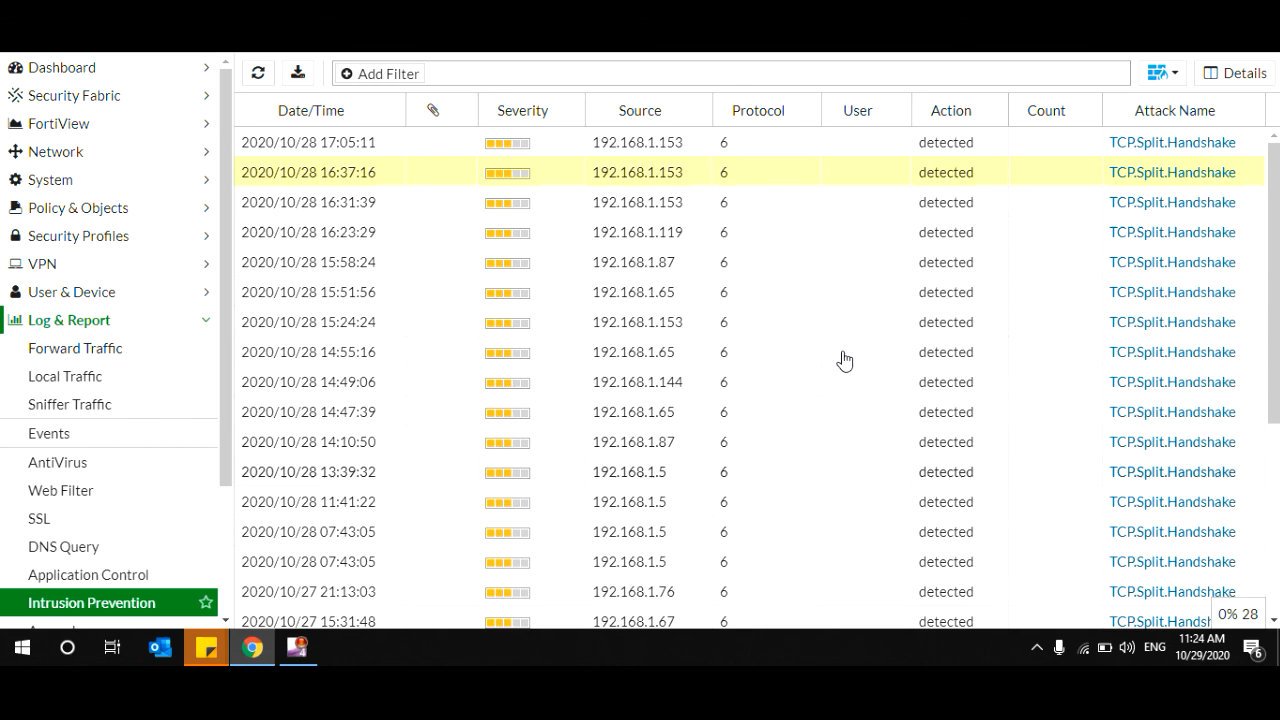 Dashboard
Security Fabric
FortiView
Network
System
Policy & Objects
Security Profiles
VPN
User & Device
Log & Report
Forward Traffic
Local Traffic
Sniffer Traffic
Events
AntiVirus
Web Filter
SSL
DNS Query
Application Control
Intrusion Prevention
Add Filter
Details
Date/Time Severity Source Protocol User Action Count Attack Name
2020/10/28 17:05:11 192.168.1.153 6 detected TCP.Split.Handshake
2020/10/28 16:37:16 192.168.1.153 6 detected TCP.Split.Handshake
2020/10/28 16:31:39 192.168.1.153 6 detected TCP.Split.Handshake
2020/10/28 16:23:29 192.168.1.119 6 detected TCP.Split.Handshake
2020/10/28 15:58:24 192.168.1.87 6 detected TCP.Split.Handshake
2020/10/28 15:51:56 192.168.1.65 6 detected TCP.Split.Handshake
2020/10/28 15:24:24 192.168.1.153 6 detected TCP.Split.Handshake
2020/10/28 14:55:16 192.168.1.65 6 detected TCP.Split.Handshake
2020/10/28 14:49:06 192.168.1.144 6 detected TCP.Split.Handshake
2020/10/28 14:47:39 192.168.1.65 6 detected TCP.Split.Handshake
2020/10/28 14:10:50 192.168.1.87 6 detected TCP.Split.Handshake
2020/10/28 13:39:32 192.168.1.5 6 detected TCP.Split.Handshake
2020/10/28 11:41:22 192.168.1.5 6 detected TCP.Split.Handshake
2020/10/28 07:43:05 192.168.1.5 6 detected TCP.Split.Handshake
2020/10/28 07:43:05 192.168.1.5 6 detected TCP.Split.Handshake
2020/10/27 21:13:03 192.168.1.76 6 detected TCP.Split.Handshake
2020/10/27 15:31:48 192.168.1.67 6 detected TCP.Split.Handsh
0% 28
ENG
11:24 AM
10/29/2020
6